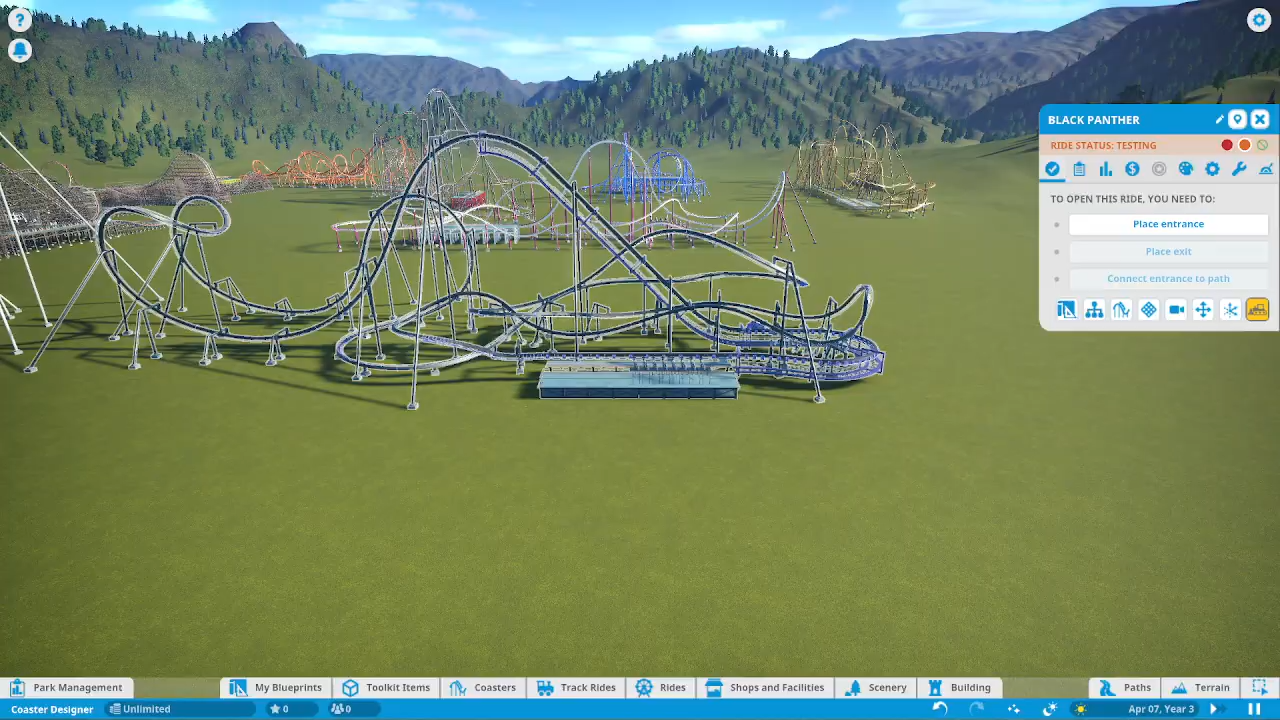 BLACK PANTHER
RIDE STATUS: TESTING
TO OPEN THIS RIDE, YOU NEED TO:
Place entrance
Place exit
Connect entrance to path
Park Management
My Blueprints
Toolkit Items
Coasters
Track Rides
Rides
Shops and Facilities
Scenery
Building
Paths
Terrain
Coaster Designer
Unlimited
0
0
Apr 07, Year 3